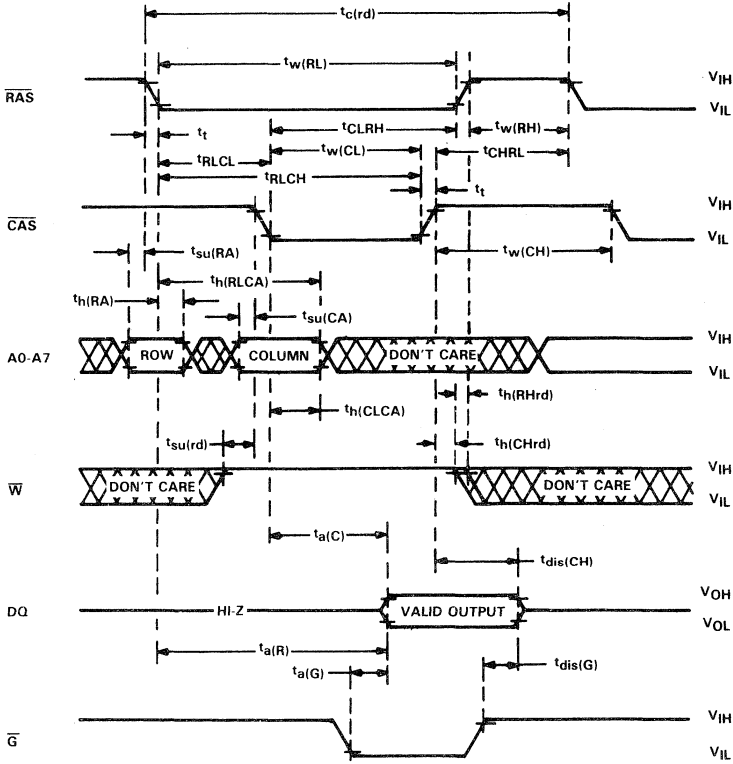 tc(rd)
tw(RL)
RAS
VIH
VIL
tt
tCLRH
tw(RH)
tRLCL
tw(CL)
tCHRL
tRLCH
tt
CAS
VIH
VIL
tsu(RA)
tw(CH)
th(RA)
th(RLCA)
tsu(CA)
A0-A7
ROW
COLUMN
DON'T CARE
VIH
VIL
th(RHrd)
tsu(rd)
th(CLCA)
th(CHrd)
W
DON'T CARE
DON'T CARE
VIH
VIL
ta(C)
tdis(CH)
DQ
HI-Z
VALID OUTPUT
VOH
VOL
ta(R)
ta(G)
tdis(G)
G
VIH
VIL